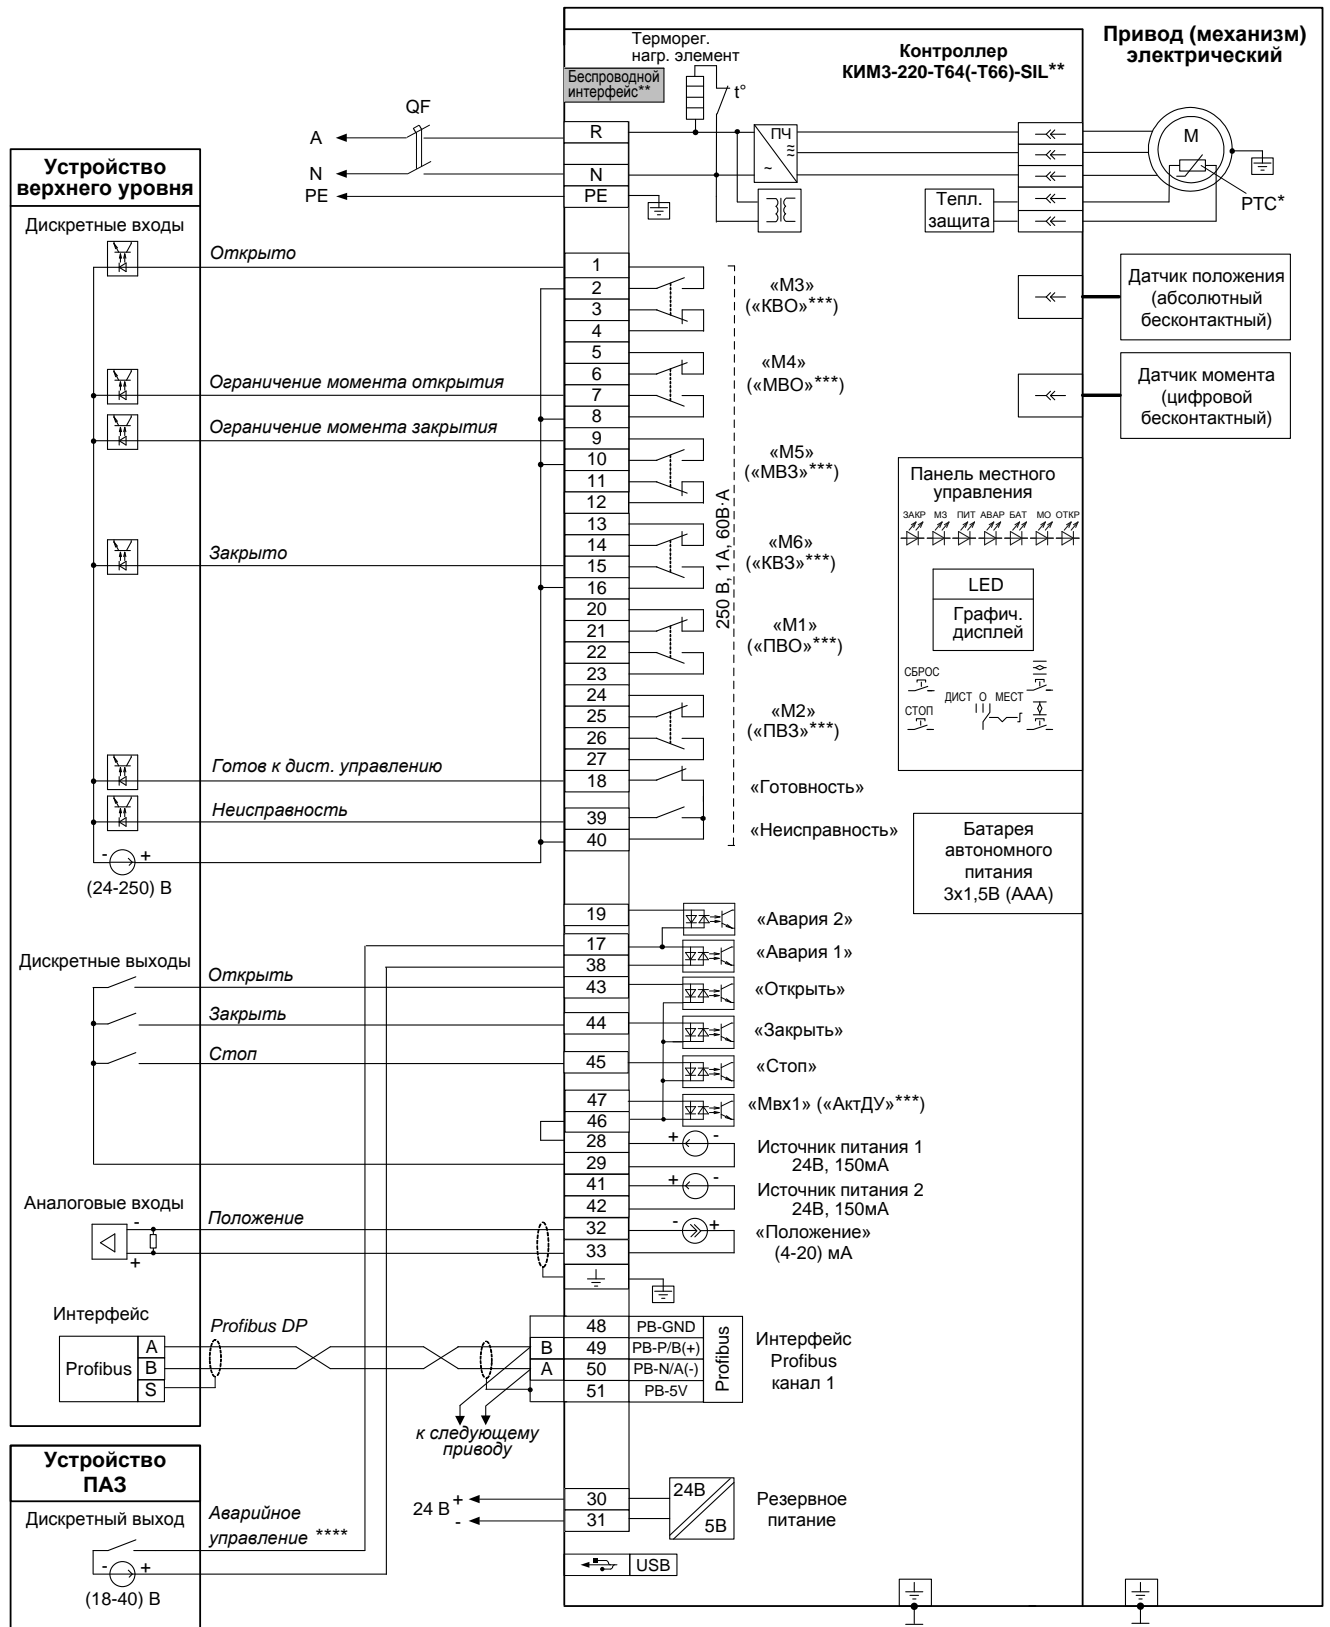 Привод (механизм)
электрический
Контроллер
КИМ3-220-Т64(-Т66)-SIL**
Терморег.
нагр. элемент
t°
Беспроводной
интерфейс**
QF
A
N
PE
R
N
PE
ПЧ
~
М
PTC*
Тепл.
защита
Устройство
верхнего уровня
Дискретные входы
Открыто
1
2
3
4
«М3»
(«КВО»***)
Датчик положения
(абсолютный
бесконтактный)
Ограничение момента открытия
5
6
7
8
«М4»
(«МВО»***)
Датчик момента
(цифровой
бесконтактный)
Ограничение момента закрытия
9
10
11
12
«М5»
(«МВЗ»***)
250 В, 1А, 60В·А
Закрыто
13
14
15
16
«М6»
(«КВЗ»***)
20
21
22
23
«М1»
(«ПВО»***)
24
25
26
27
«М2»
(«ПВЗ»***)
Панель местного
управления
ЗАКР МЗ ПИТ АВАР БАТ МО ОТКР
LED
Графич.
дисплей
СБРОС
СТОП
ДИСТ О МЕСТ
Готов к дист. управлению
18
«Готовность»
Неисправность
39
40
«Неисправность»
- +
(24-250) В
Батарея
автономного
питания
3х1,5В (ААА)
19
«Авария 2»
17
«Авария 1»
38
Дискретные выходы
Открыть
43
«Открыть»
Закрыть
44
«Закрыть»
Стоп
45
«Стоп»
47
«Мвх1» («АктДУ»***)
46
28
+ -
Источник питания 1
24В, 150мА
29
41
+ -
Источник питания 2
24В, 150мА
42
Аналоговые входы
-
+
Положение
32
33
- +
«Положение»
(4-20) мА
Интерфейс
Profibus
A
B
S
Profibus DP
B
A
48 PB-GND
49 PB-P/B(+)
50 PB-N/A(-)
51 PB-5V
Profibus
Интерфейс
Profibus
канал 1
к следующему
приводу
Устройство
ПАЗ
Дискретный выход
Аварийное
управление ****
- +
(18-40) В
24 В
+
-
30
31
24В
5В
Резервное
питание
USB